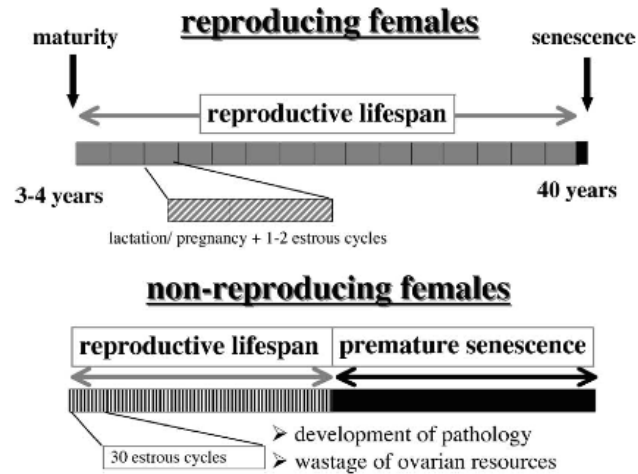 reproducing females
maturity
senescence
reproductive lifespan
3-4 years
40 years
lactation/ pregnancy + 1-2 estrous cycles
non-reproducing females
reproductive lifespan
premature senescence
30 estrous cycles
➢ development of pathology
➢ wastage of ovarian resources